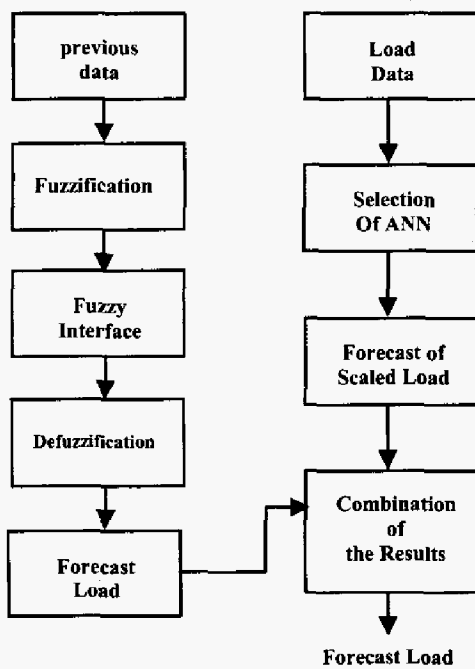 previous
data
Fuzzification
Fuzzy
Interface
Defuzzification
Forecast
Load
Load
Data
Selection
Of ANN
Forecast of
Scaled Load
Combination
of
the Results
Forecast Load